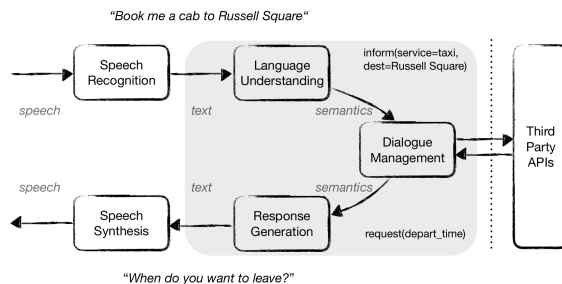 “Book me a cab to Russell Square“
Speech
Recognition
Language
Understanding
inform(service=taxi,
dest=Russell Square)
speech
text
semantics
Dialogue
Management
Third
Party
APIs
speech
text
semantics
Speech
Synthesis
Response
Generation
request(depart_time)
“When do you want to leave?”